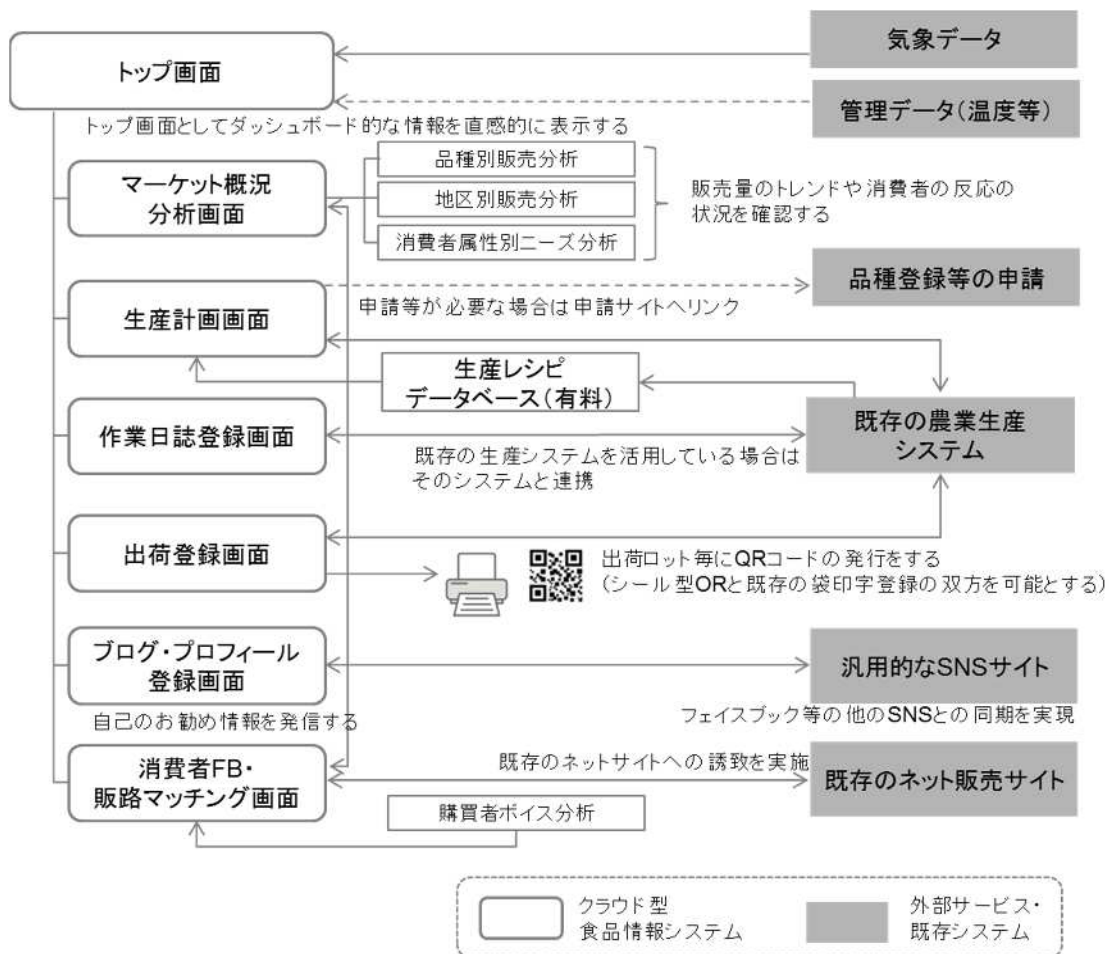 気象データ
トップ画面
管理データ(温度等)
トップ画面としてダッシュボード的な情報を直感的に表示する
マーケット概況
分析画面
品種別販売分析
地区別販売分析
消費者属性別ニーズ分析
販売量のトレンドや消費者の反応の
状況を確認する
品種登録等の申請
申請等が必要な場合は申請サイトへリンク
生産計画画面
生産レシピ
データベース(有料)
既存の農業生産
システム
作業日誌登録画面
既存の生産システムを活用している場合は
そのシステムと連携
出荷登録画面
出荷ロット毎にQRコードの発行をする
(シール型ORと既存の袋印字登録の双方を可能とする)
ブログ・プロフィール
登録画面
汎用的なSNSサイト
自己のお勧め情報を発信する
フェイスブック等の他のSNSとの同期を実現
消費者FB・
販路マッチング画面
既存のネットサイトへの誘致を実施
既存のネット販売サイト
購買者ボイス分析
クラウド型
食品情報システム
外部サービス・
既存システム